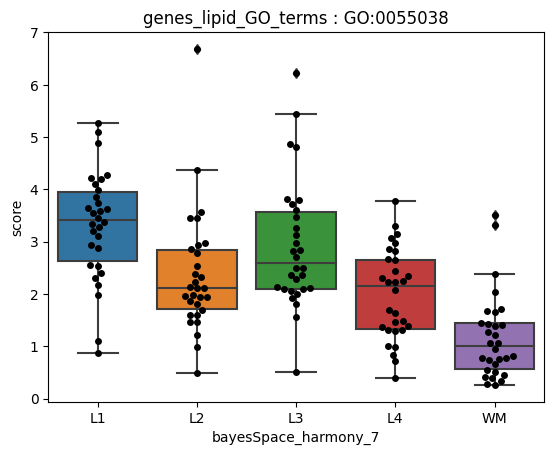 genes_lipid_GO_terms : GO:0055038
7
6
5
4
3
2
1
0
score
L1 L2 L3 L4 WM
bayesSpace_harmony_7